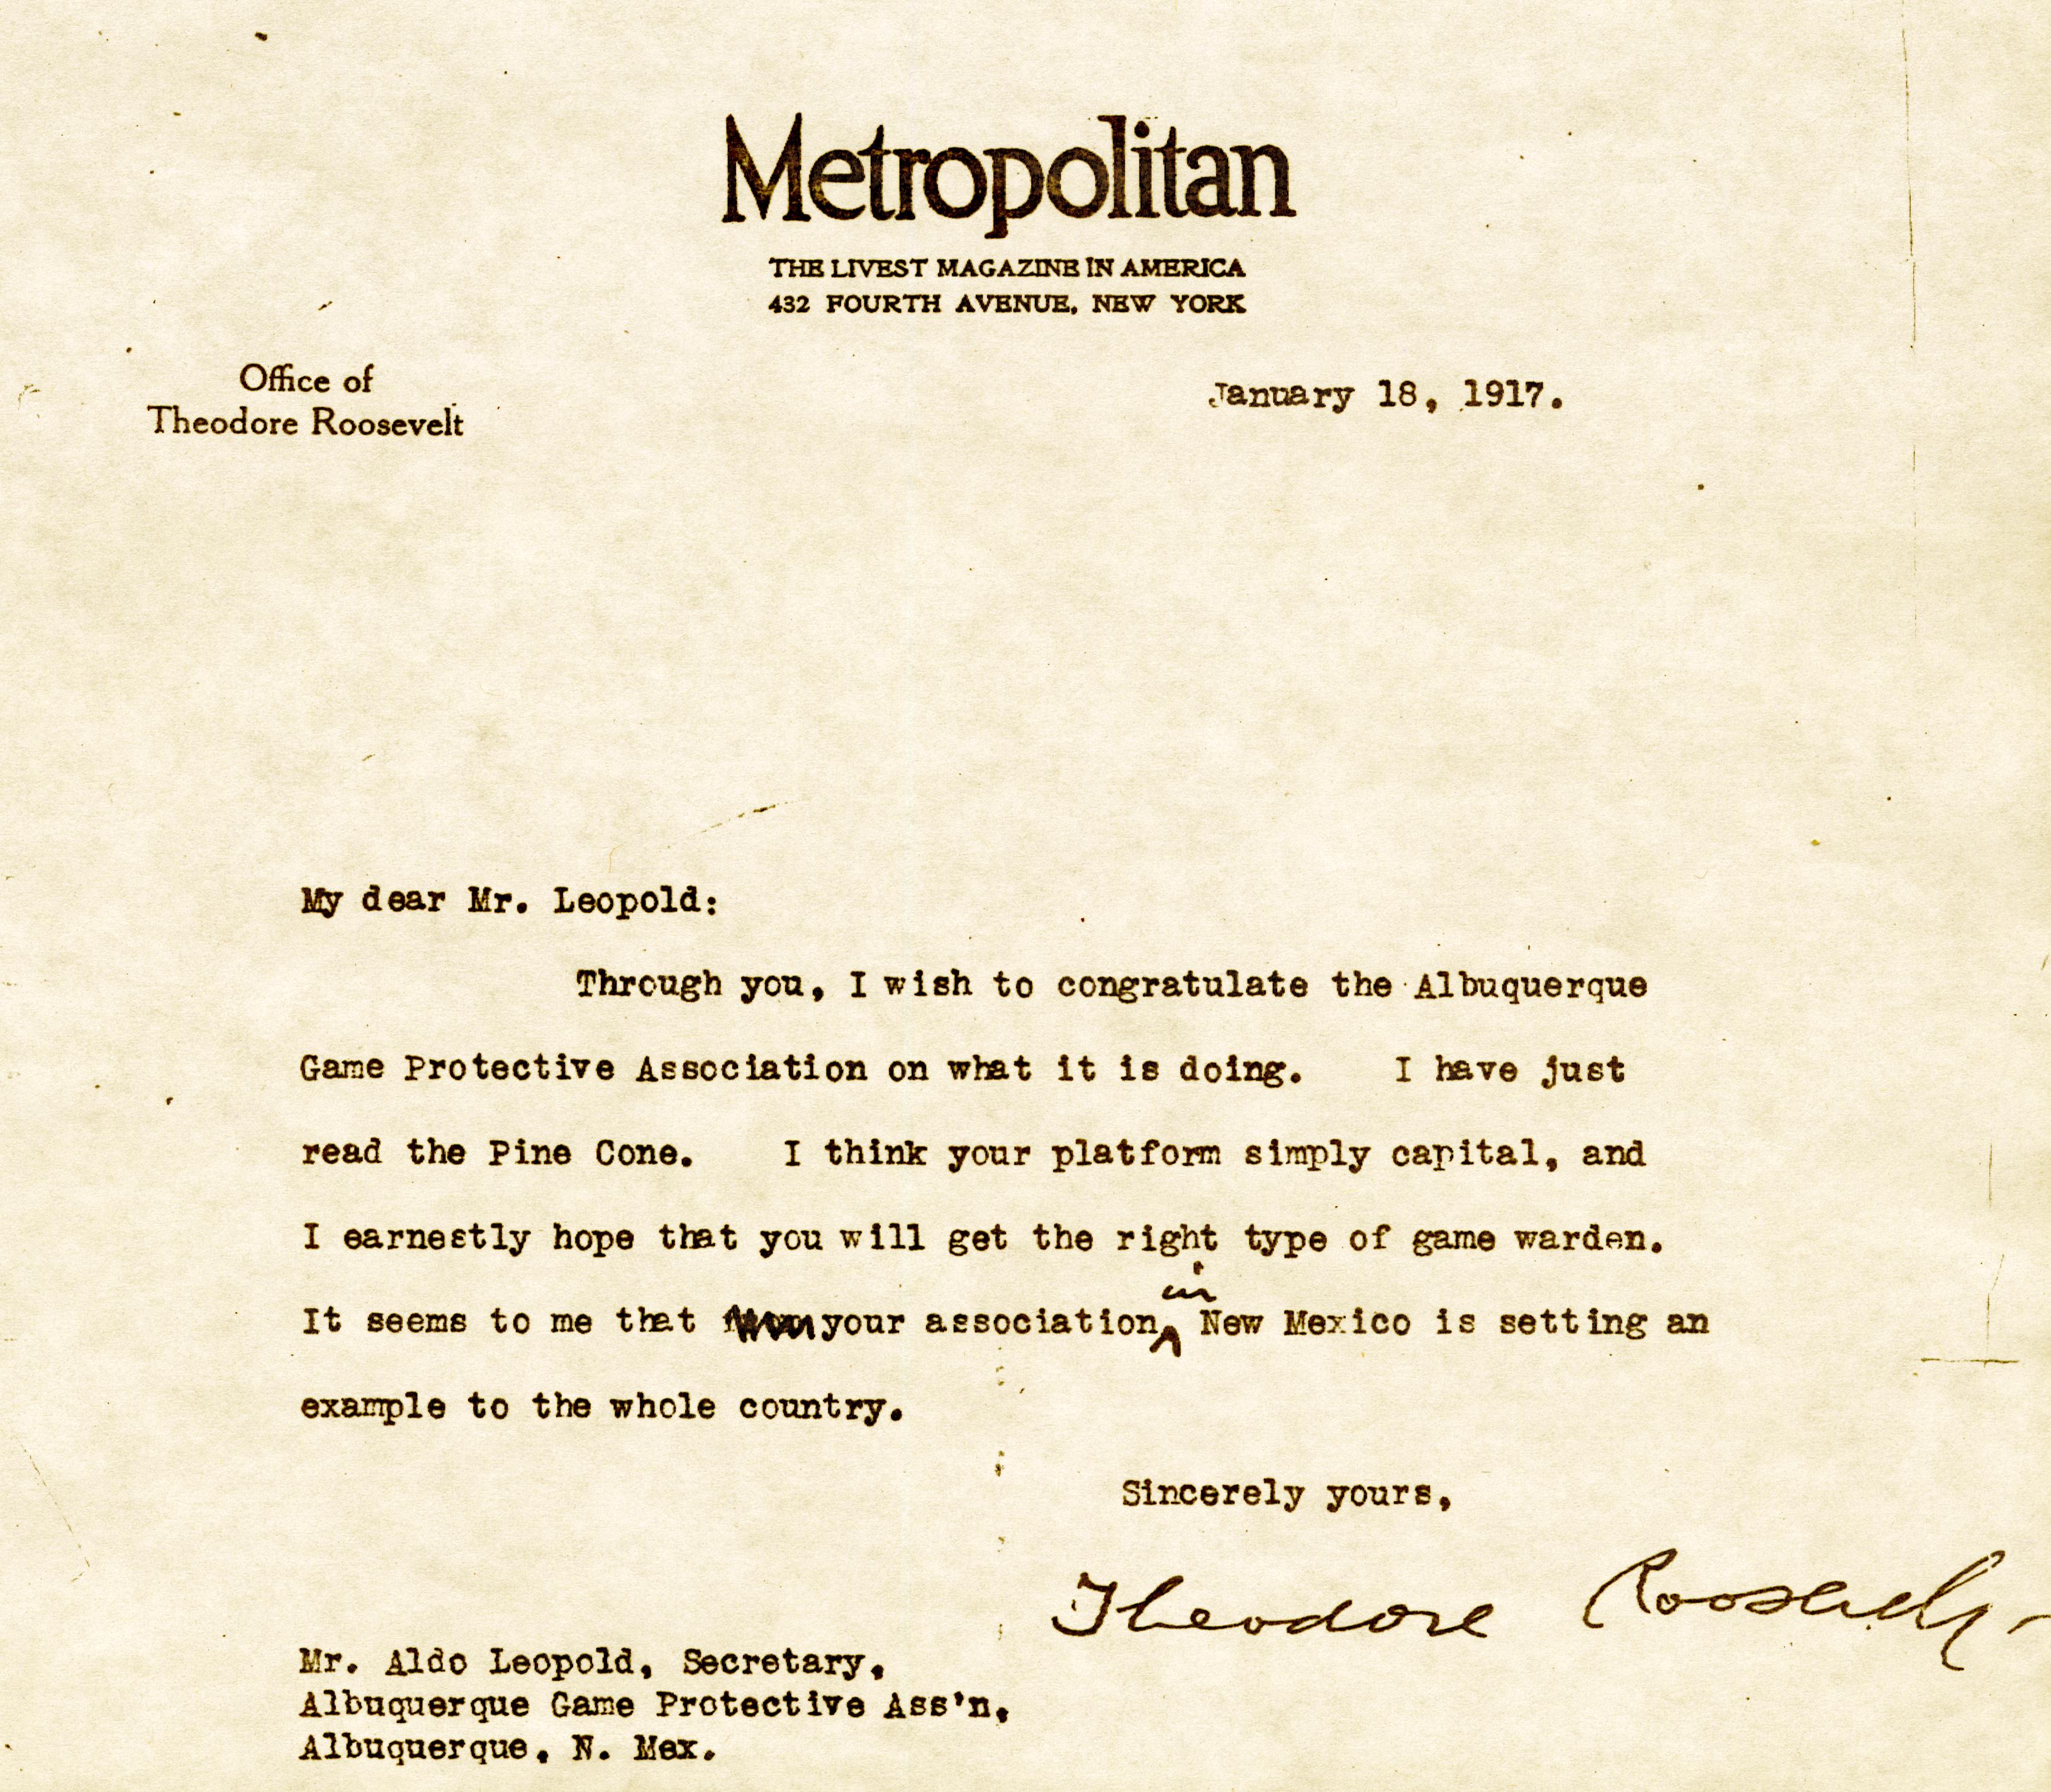 Metropolitan
THE LIVEST MAGAZINE IN AMERICA
432 FOURTH AVENUE, NEW YORK
Office of
Theodore Roosevelt
January 18, 1917.
My dear Mr. Leopold:
Through you, I wish to congratulate the Albuquerque
Game Protective Association on what it is doing. I have just
read the Pine Cone. I think your platform simply capital, and
I earnestly hope that you will get the right type of game warden.
It seems to me that your association in New Mexico is setting an
example to the whole country.
Sincerely yours,
Theodore Roosevelt
Mr. Aldo Leopold, Secretary,
Albuquerque Game Protective Ass'n,
Albuquerque, N. Mex.